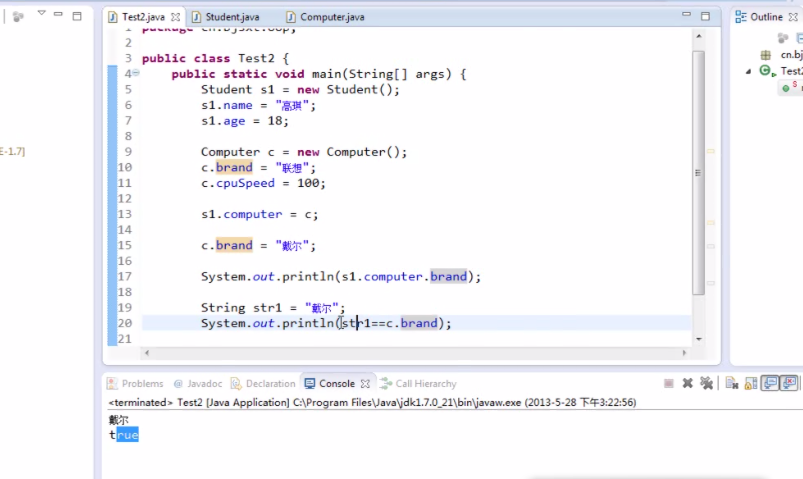 Test2.java
Student.java
Computer.java
Outline
1 package cn.bjsxt.oop;
2
3 public class Test2 {
4 public static void main(String[] args) {
5 Student s1 = new Student();
6 s1.name = "高琪";
7 s1.age = 18;
8
9 Computer c = new Computer();
10 c.brand = "联想";
11 c.cpuSpeed = 100;
12
13 s1.computer = c;
14
15 c.brand = "戴尔";
16
17 System.out.println(s1.computer.brand);
18
19 String str1 = "戴尔";
20 System.out.println(str1==c.brand);
21
cn.bj
Test2
E-1.7]
Problems @ Javadoc Declaration Console Call Hierarchy
<terminated> Test2 [Java Application] C:\Program Files\Java\jdk1.7.0_21\bin\javaw.exe (2013-5-28 下午3:22:56)
戴尔
true